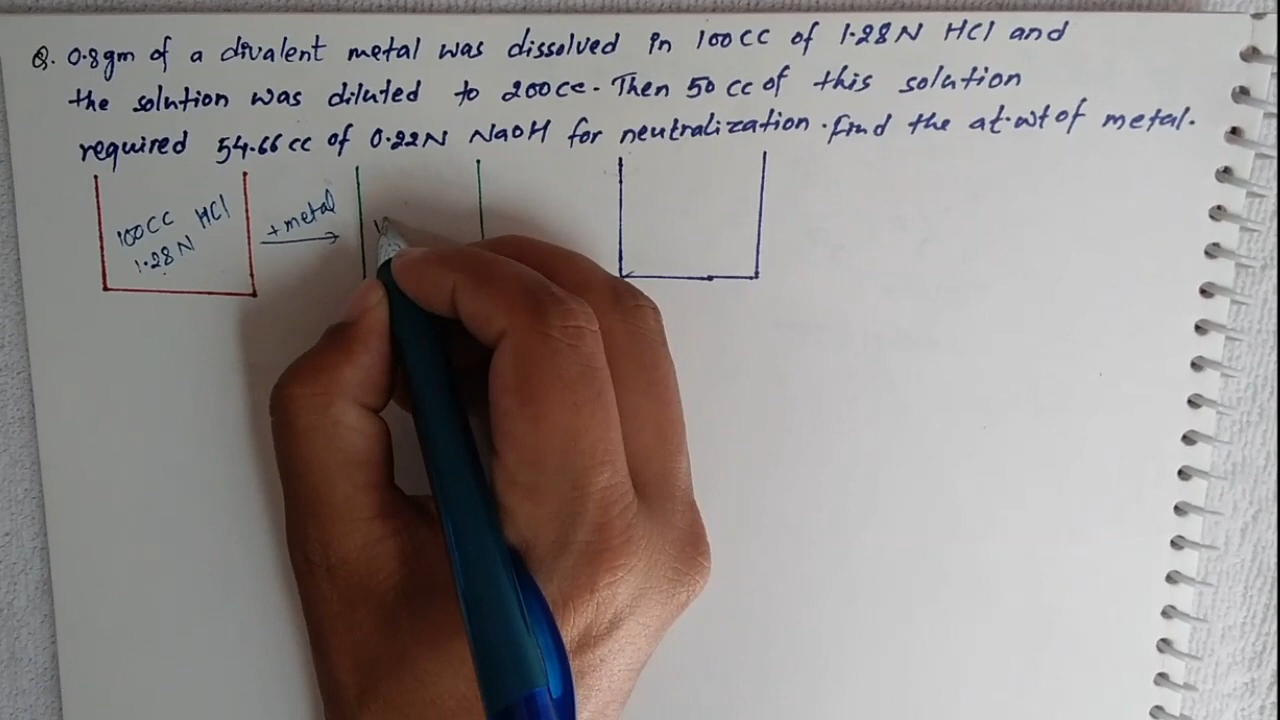 Q. 0.8gm of a divalent metal was dissolved in 100CC of 1.28N HCl and
the solution was diluted to 200cc. Then 50 cc of this solution
required 54.66 cc of 0.22N NaOH for neutralization. find the at.wt of metal.
100CC HCl
1.28 N
+metal